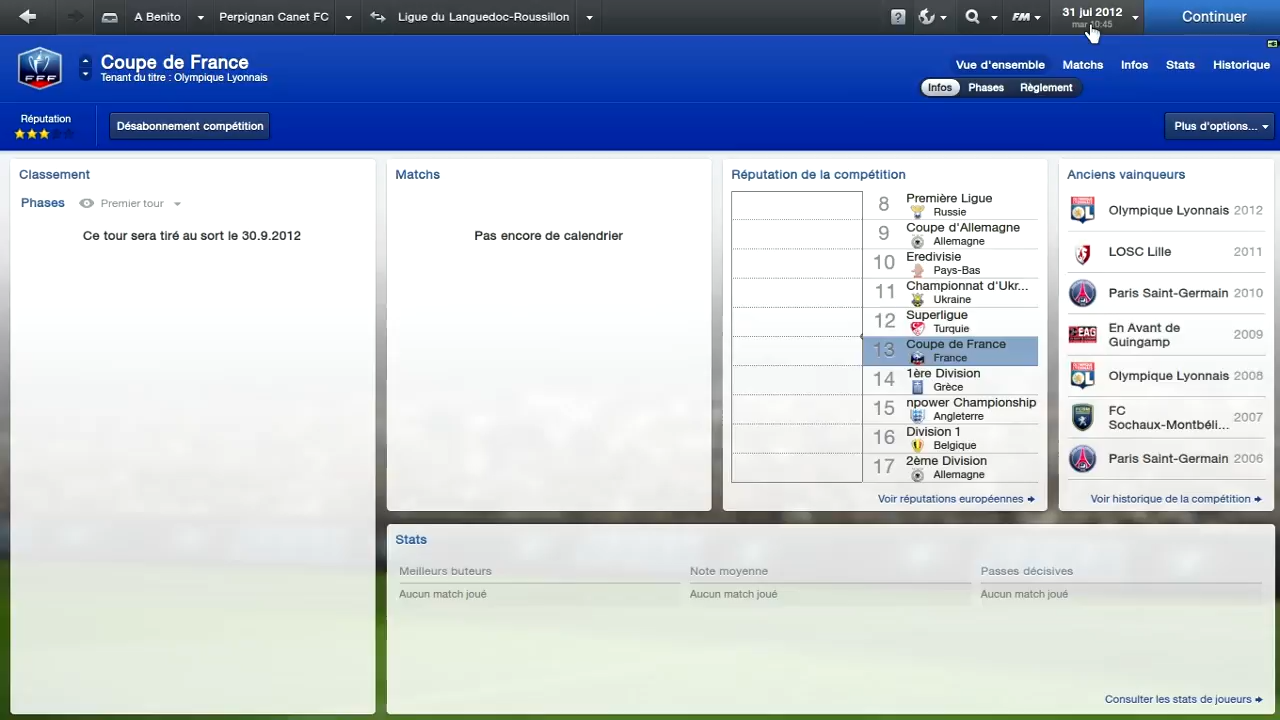 A Benito
Perpignan Canet FC
Ligue du Languedoc-Roussillon
?
FM
31 jul 2012
mar 10:45
Continuer
FFF
Coupe de France
Tenant du titre : Olympique Lyonnais
Vue d'ensemble
Matchs
Infos
Stats
Historique
Infos
Phases
Règlement
Réputation
Désabonnement compétition
Plus d'options...
Classement
Phases
Premier tour
Ce tour sera tiré au sort le 30.9.2012
Matchs
Pas encore de calendrier
Réputation de la compétition
8 Première Ligue
Russie
9 Coupe d'Allemagne
Allemagne
10 Eredivisie
Pays-Bas
11 Championnat d'Ukr...
Ukraine
12 Superligue
Turquie
13 Coupe de France
France
14 1ère Division
Grèce
15 npower Championship
Angleterre
16 Division 1
Belgique
17 2ème Division
Allemagne
Voir réputations européennes
Anciens vainqueurs
Olympique Lyonnais 2012
LOSC Lille 2011
Paris Saint-Germain 2010
En Avant de
Guingamp 2009
Olympique Lyonnais 2008
FC
Sochaux-Montbéli... 2007
Paris Saint-Germain 2006
Voir historique de la compétition
Stats
Meilleurs buteurs
Aucun match joué
Note moyenne
Aucun match joué
Passes décisives
Aucun match joué
Consulter les stats de joueurs